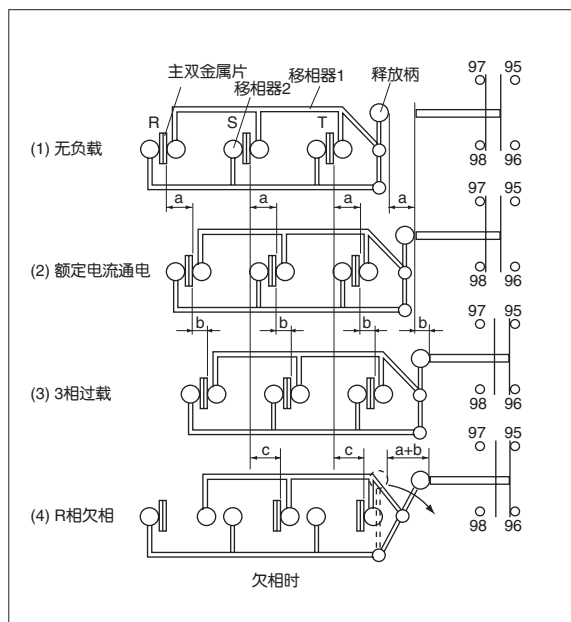 97 95
主双金属片 移相器1 释放柄
移相器2
R S T
(1) 无负载
98 96
a a a a
97 95
(2) 额定电流通电
98 96
b b b b
97 95
(3) 3相过载
98 96
c c a+b
97 95
(4) R相欠相
98 96
欠相时